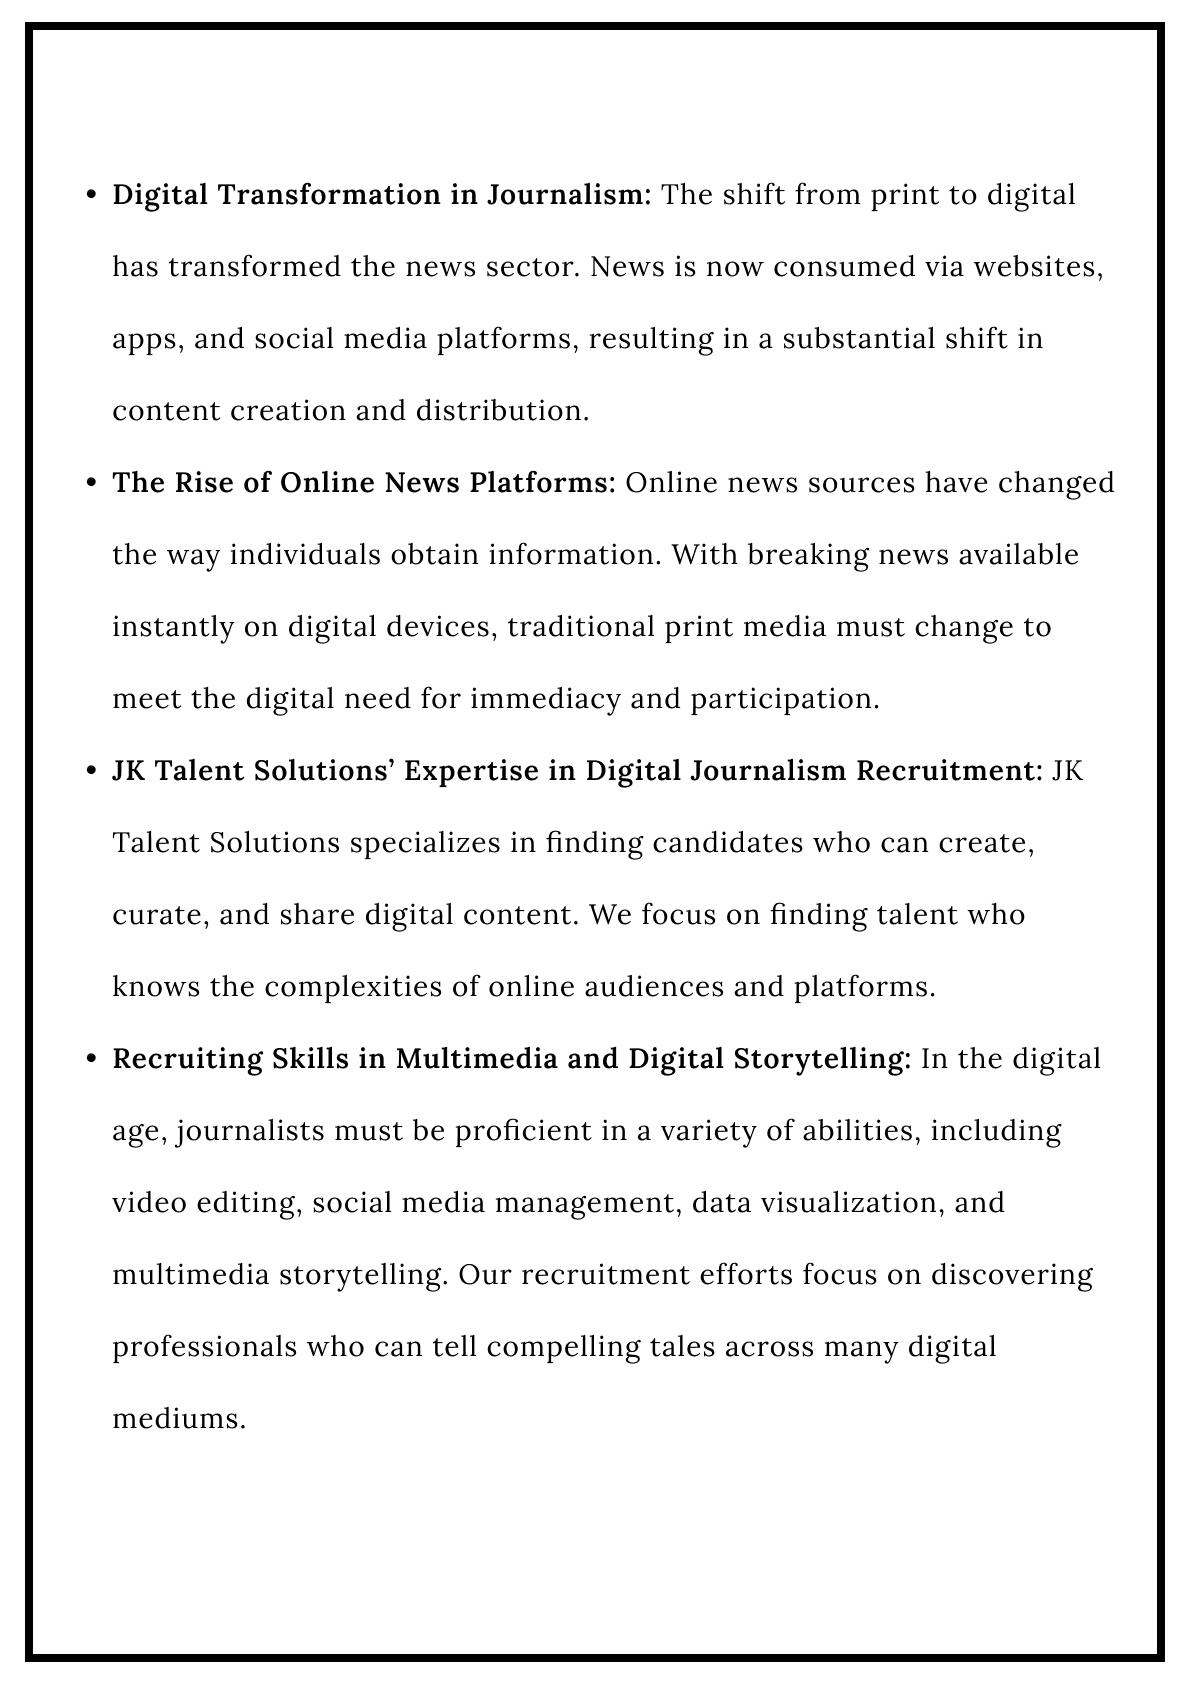 • Digital Transformation in Journalism: The shift from print to digital
has transformed the news sector. News is now consumed via websites,
apps, and social media platforms, resulting in a substantial shift in
content creation and distribution.
• The Rise of Online News Platforms: Online news sources have changed
the way individuals obtain information. With breaking news available
instantly on digital devices, traditional print media must change to
meet the digital need for immediacy and participation.
• JK Talent Solutions’ Expertise in Digital Journalism Recruitment: JK
Talent Solutions specializes in finding candidates who can create,
curate, and share digital content. We focus on finding talent who
knows the complexities of online audiences and platforms.
• Recruiting Skills in Multimedia and Digital Storytelling: In the digital
age, journalists must be proficient in a variety of abilities, including
video editing, social media management, data visualization, and
multimedia storytelling. Our recruitment efforts focus on discovering
professionals who can tell compelling tales across many digital
mediums.